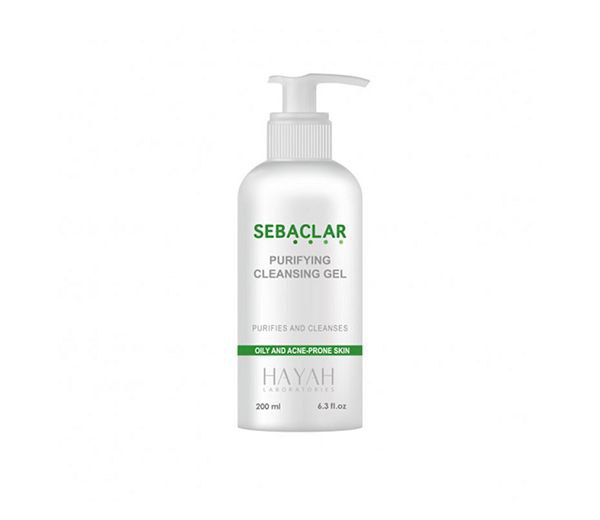 SEBACLAR
PURIFYING
CLEANSING GEL
PURIFIES AND CLEANSES
OILY AND ACNE-PRONE SKIN
HAYAH
LABORATORIES
200 ml 6.3 fl.oz